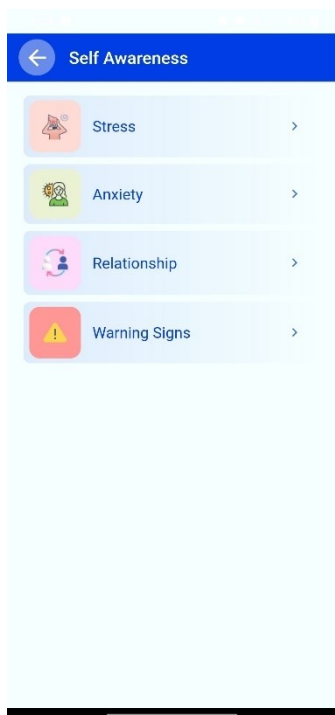 Self Awareness
Stress
Anxiety
Relationship
Warning Signs